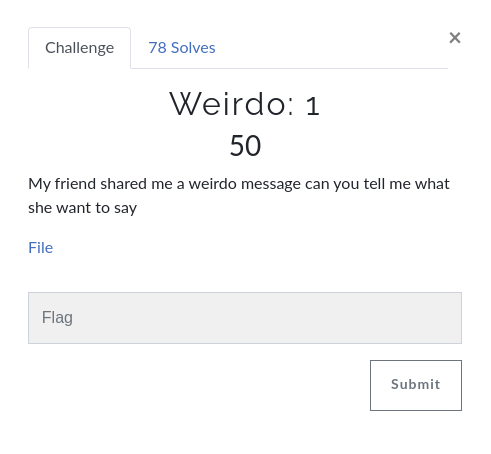 Challenge
78 Solves
×
Weirdo: 1
50
My friend shared me a weirdo message can you tell me what
she want to say
File
Flag
Submit